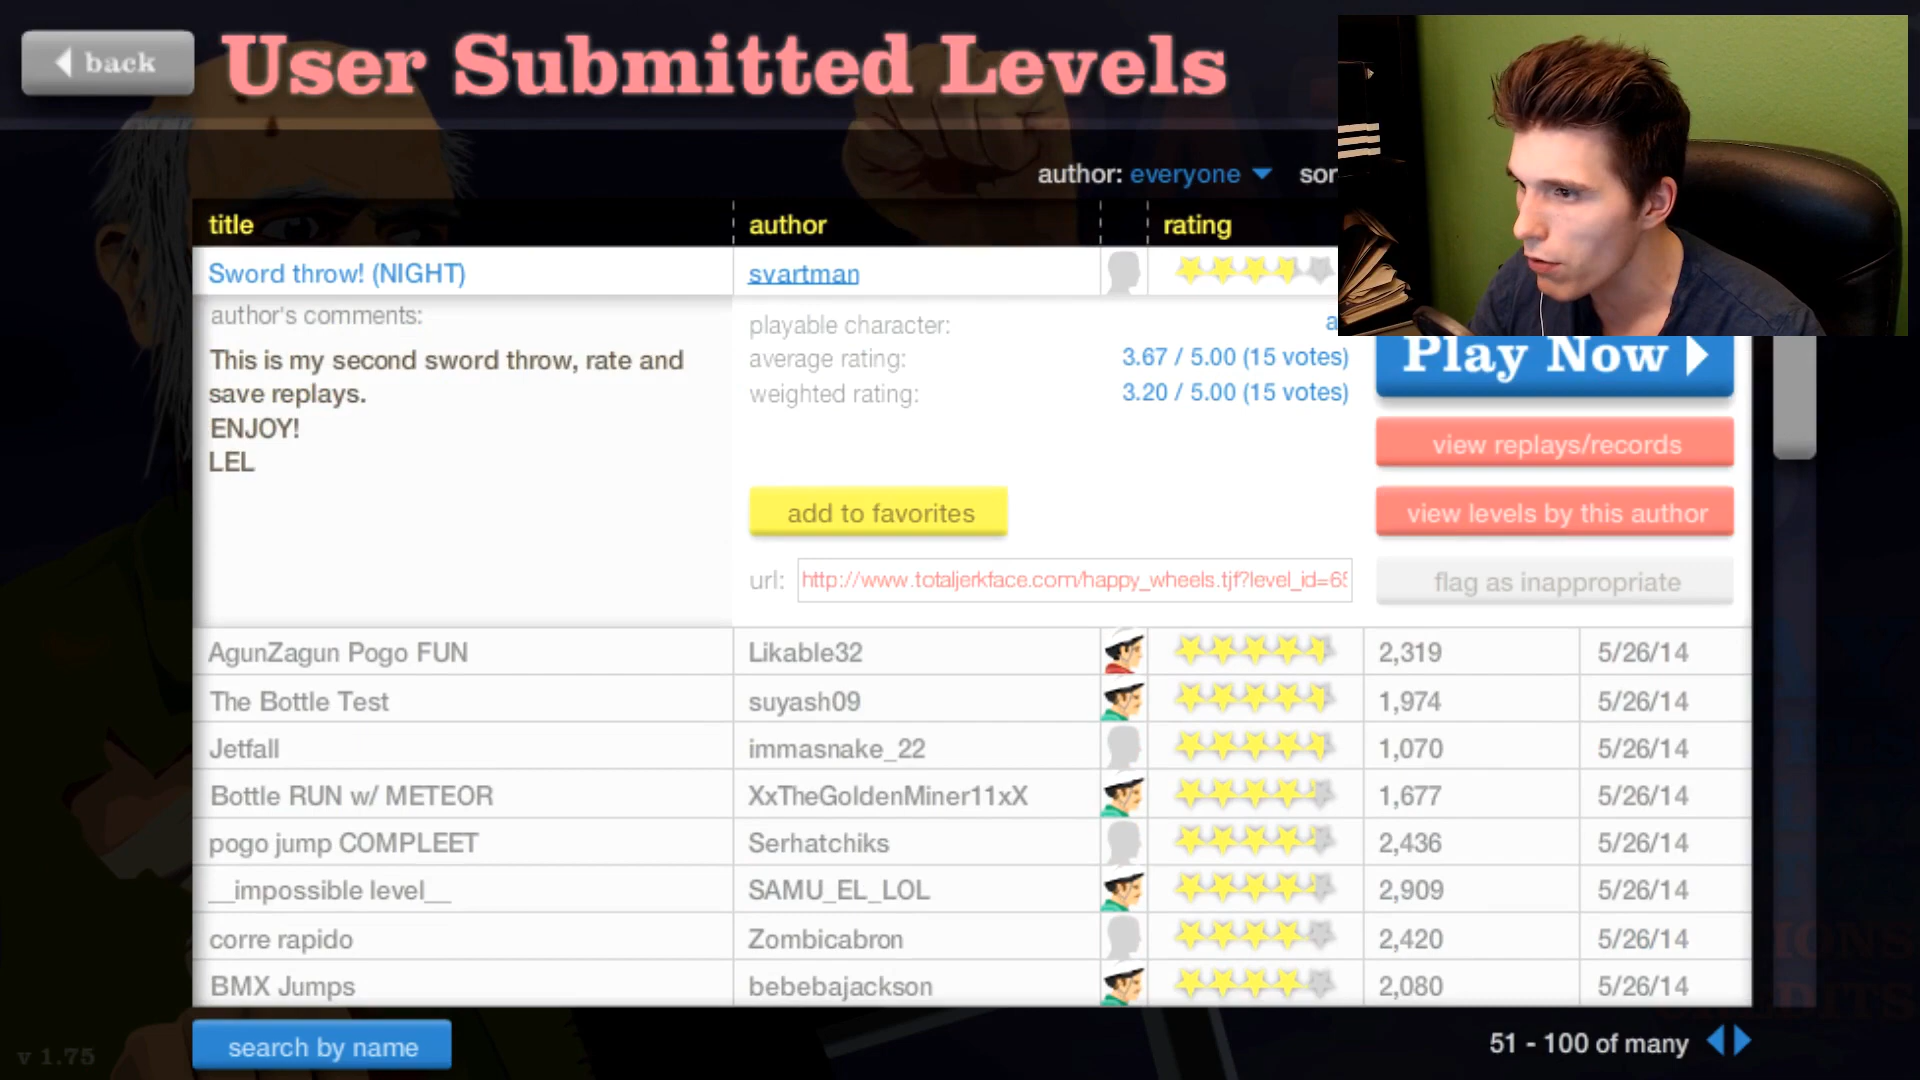 back
User Submitted Levels
author: everyone
sor
title author rating
Sword throw! (NIGHT) svartman
author's comments:
This is my second sword throw, rate and
save replays.
ENJOY!
LEL
playable character: a
average rating: 3.67 / 5.00 (15 votes)
weighted rating: 3.20 / 5.00 (15 votes)
add to favorites
url: http://www.totaljerkface.com/happy_wheels.tjf?level_id=6
Play Now
view replays/records
view levels by this author
flag as inappropriate
AgunZagun Pogo FUN Likable32 2,319 5/26/14
The Bottle Test suyash09 1,974 5/26/14
Jetfall immasnake_22 1,070 5/26/14
Bottle RUN w/ METEOR XxTheGoldenMiner11xX 1,677 5/26/14
pogo jump COMPLEET Serhatchiks 2,436 5/26/14
__impossible level__ SAMU_EL_LOL 2,909 5/26/14
corre rapido Zombicabron 2,420 5/26/14
BMX Jumps bebebajackson 2,080 5/26/14
v 1.75
search by name
51 - 100 of many